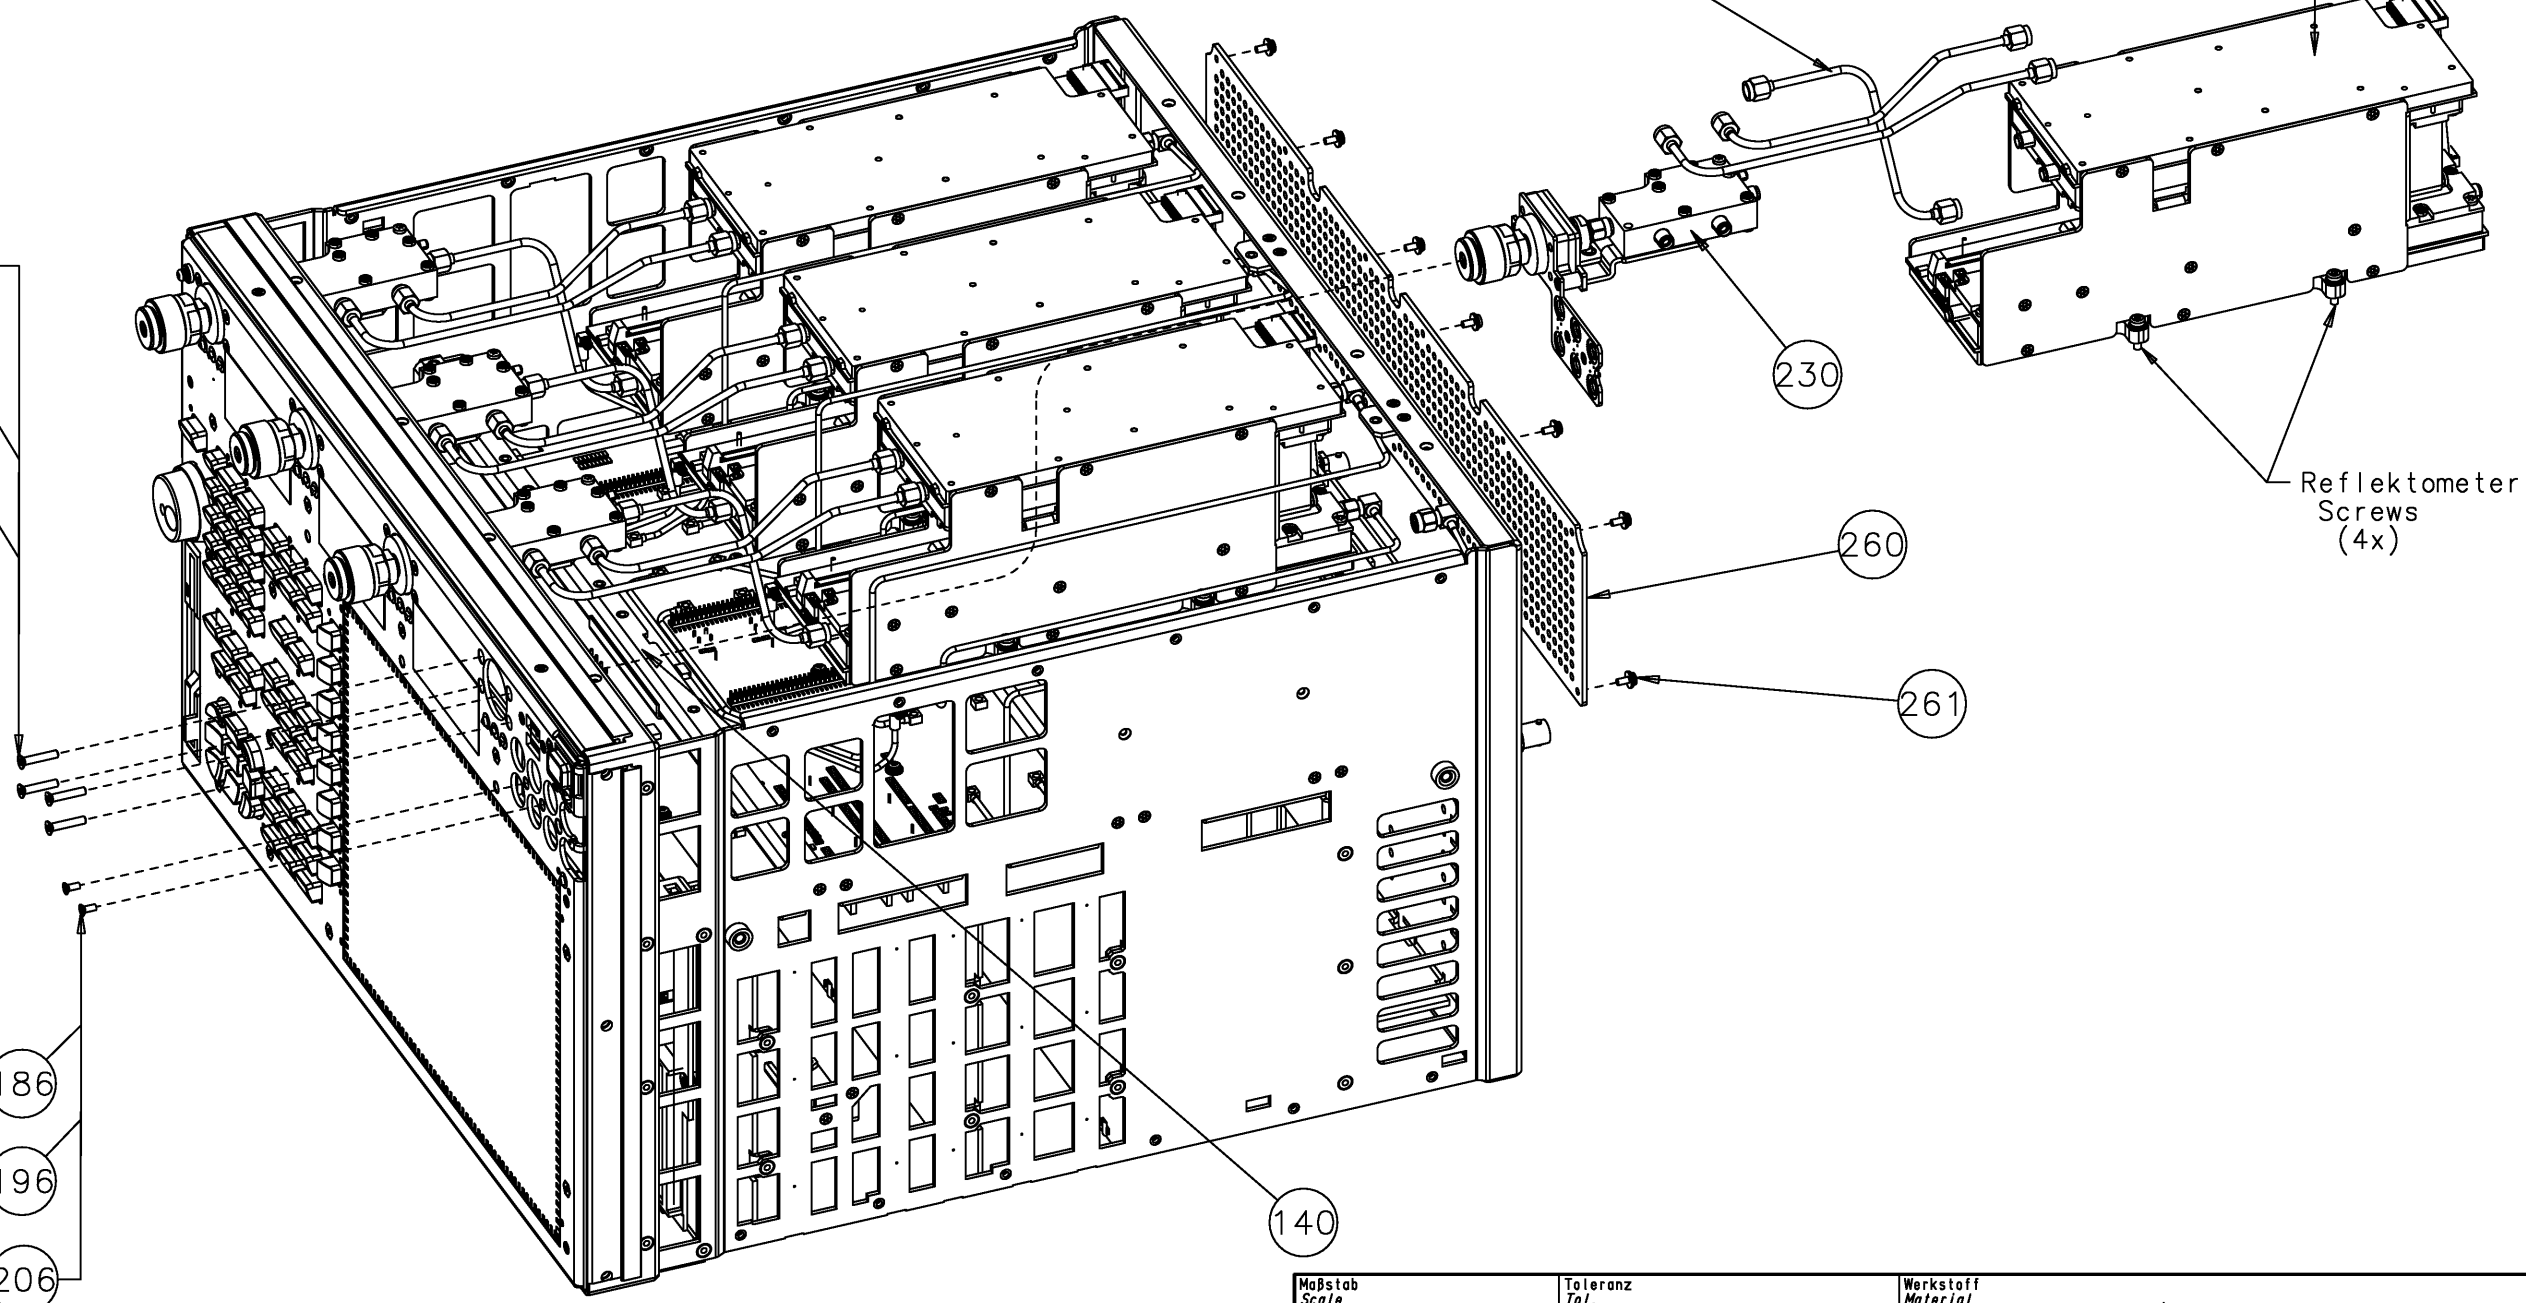 230
Reflektometer
Screws
(4x)
260
261
186
196
206
140
Maßstab
Scale
Toleranz
Tol.
Werkstoff
Material